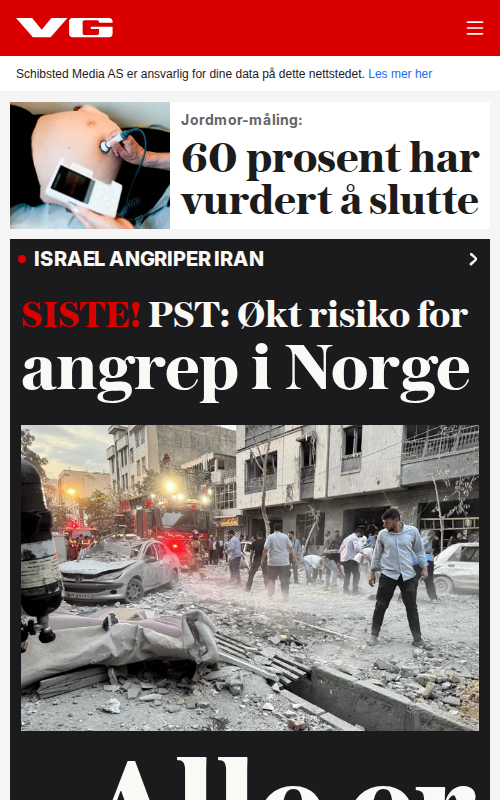 VG
Schibsted Media AS er ansvarlig for dine data på dette nettstedet. Les mer her
Jordmor-måling:
60 prosent har
vurdert å slutte
ISRAEL ANGRIPER IRAN
SISTE! PST: Økt risiko for
angrep i Norge